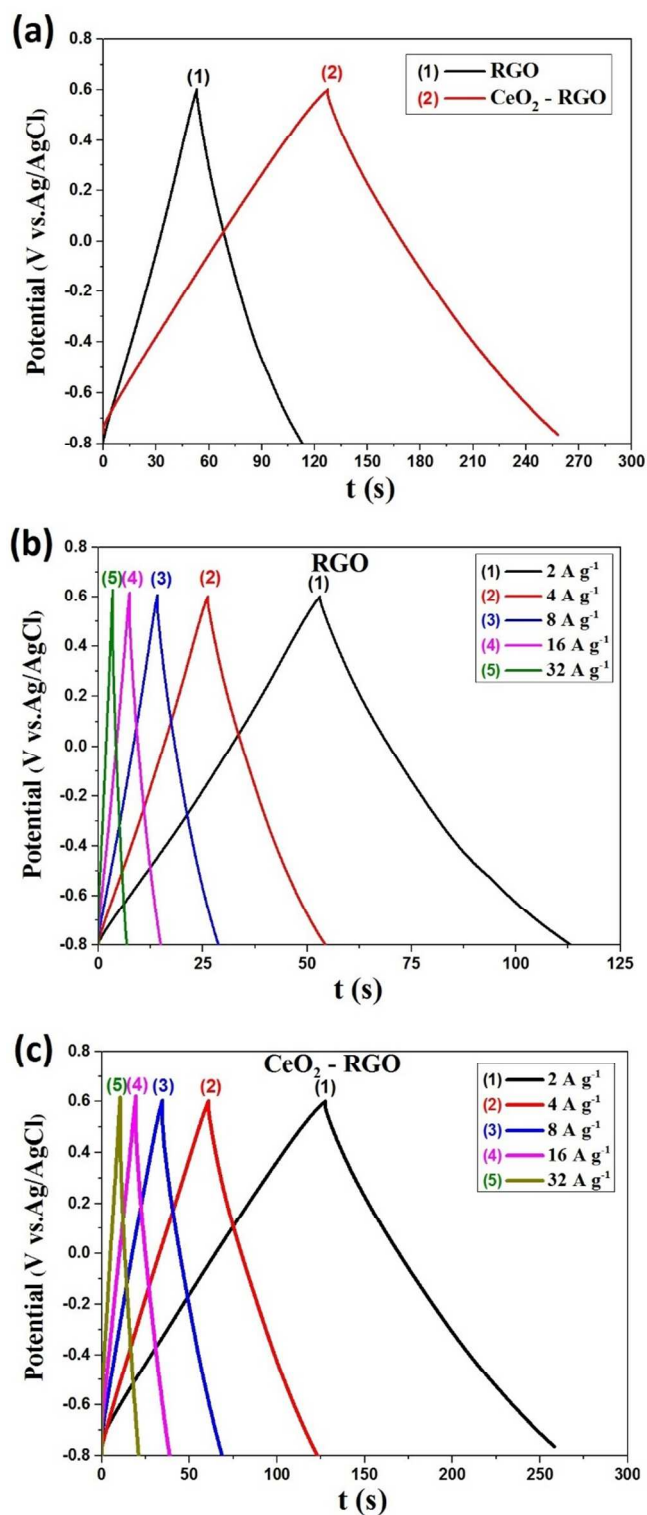 (a)
Potential (V vs.Ag/AgCl)
0.8
0.6
0.4
0.2
0.0
-0.2
-0.4
-0.6
-0.8
(1)
(2)
(1) RGO
(2) CeO₂ - RGO
0 30 60 90 120 150 180 210 240 270 300
t (s)
(b)
RGO
Potential (V vs.Ag/AgCl)
0.8
0.6
0.4
0.2
0.0
-0.2
-0.4
-0.6
-0.8
(5) (4) (3) (2) (1)
(1) 2 A g⁻¹
(2) 4 A g⁻¹
(3) 8 A g⁻¹
(4) 16 A g⁻¹
(5) 32 A g⁻¹
0 25 50 75 100 125
t (s)
(c)
CeO₂ - RGO
Potential (V vs.Ag/AgCl)
0.8
0.6
0.4
0.2
0.0
-0.2
-0.4
-0.6
-0.8
(5) (4) (3) (2) (1)
(1) 2 A g⁻¹
(2) 4 A g⁻¹
(3) 8 A g⁻¹
(4) 16 A g⁻¹
(5) 32 A g⁻¹
0 50 100 150 200 250 300
t (s)